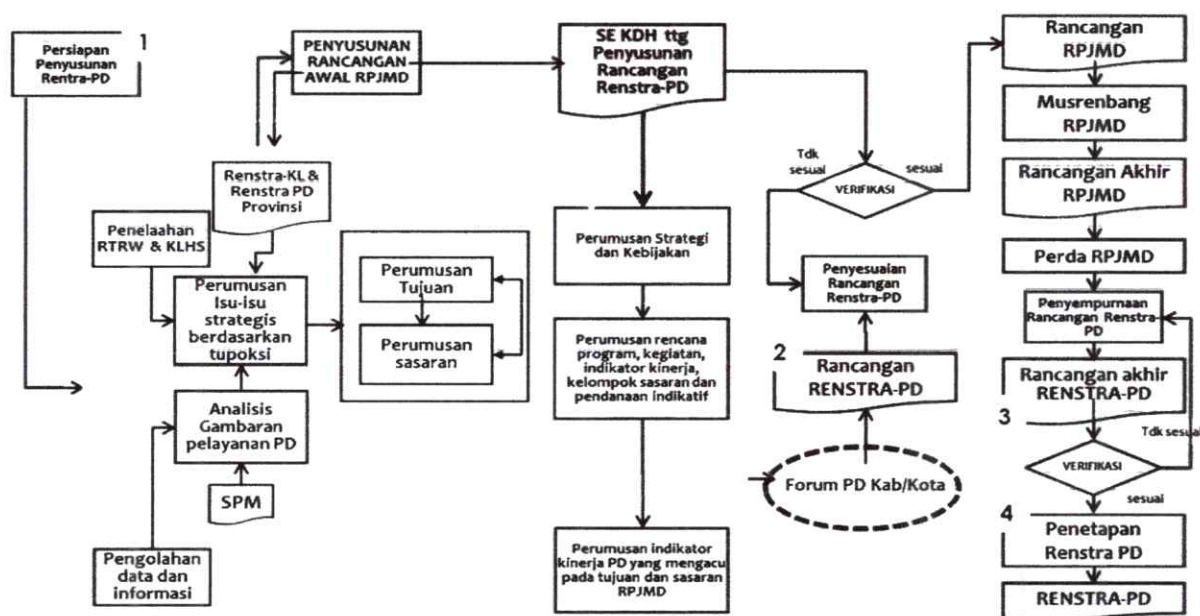 Persiapan
Penyusunan
Rentra-PD
1
PENYUSUNAN
RANCANGAN
AWAL RPJMD
SE KDH ttg
Penyusunan
Rancangan
Renstra-PD
Rancangan
RPJMD
Musrenbang
RPJMD
Rancangan Akhir
RPJMD
Perda RPJMD
Penyempurnaan
Rancangan Renstra-
PD
Rancangan akhir
RENSTRA-PD
3
Tdk sesuai
VERIFIKASI
sesuai
4
Penetapan
Renstra PD
RENSTRA-PD
Tdk
sesuai
sesuai
VERIFIKASI
Penyesuaian
Rancangan
Renstra-PD
2
Rancangan
RENSTRA-PD
Forum PD Kab/Kota
Renstra-KL &
Renstra PD
Provinsi
Penelaahan
RTRW & KLHS
Perumusan
Isu-isu
strategis
berdasarkan
tupoksi
Perumusan
Tujuan
Perumusan
sasaran
Analisis
Gambaran
pelayanan PD
SPM
Pengolahan
data dan
informasi
Perumusan Strategi
dan Kebijakan
Perumusan rencana
program, kegiatan,
indikator kinerja,
kelompok sasaran dan
pendanaan indikatif
Perumusan indikator
kinerja PD yang mengacu
pada tujuan dan sasaran
RPJMD